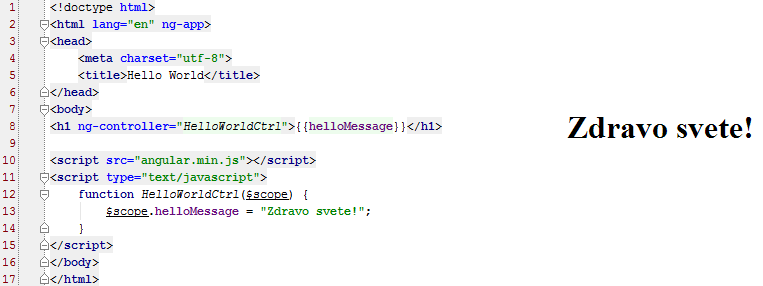 1 <!doctype html>
2 <html lang="en" ng-app>
3 <head>
4     <meta charset="utf-8">
5     <title>Hello World</title>
6 </head>
7 <body>
8 <h1 ng-controller="HelloWorldCtrl">{{helloMessage}}</h1>
9
10 <script src="angular.min.js"></script>
11 <script type="text/javascript">
12     function HelloWorldCtrl($scope) {
13         $scope.helloMessage = "Zdravo svete!";
14     }
15 </script>
16 </body>
17 </html>
Zdravo svete!